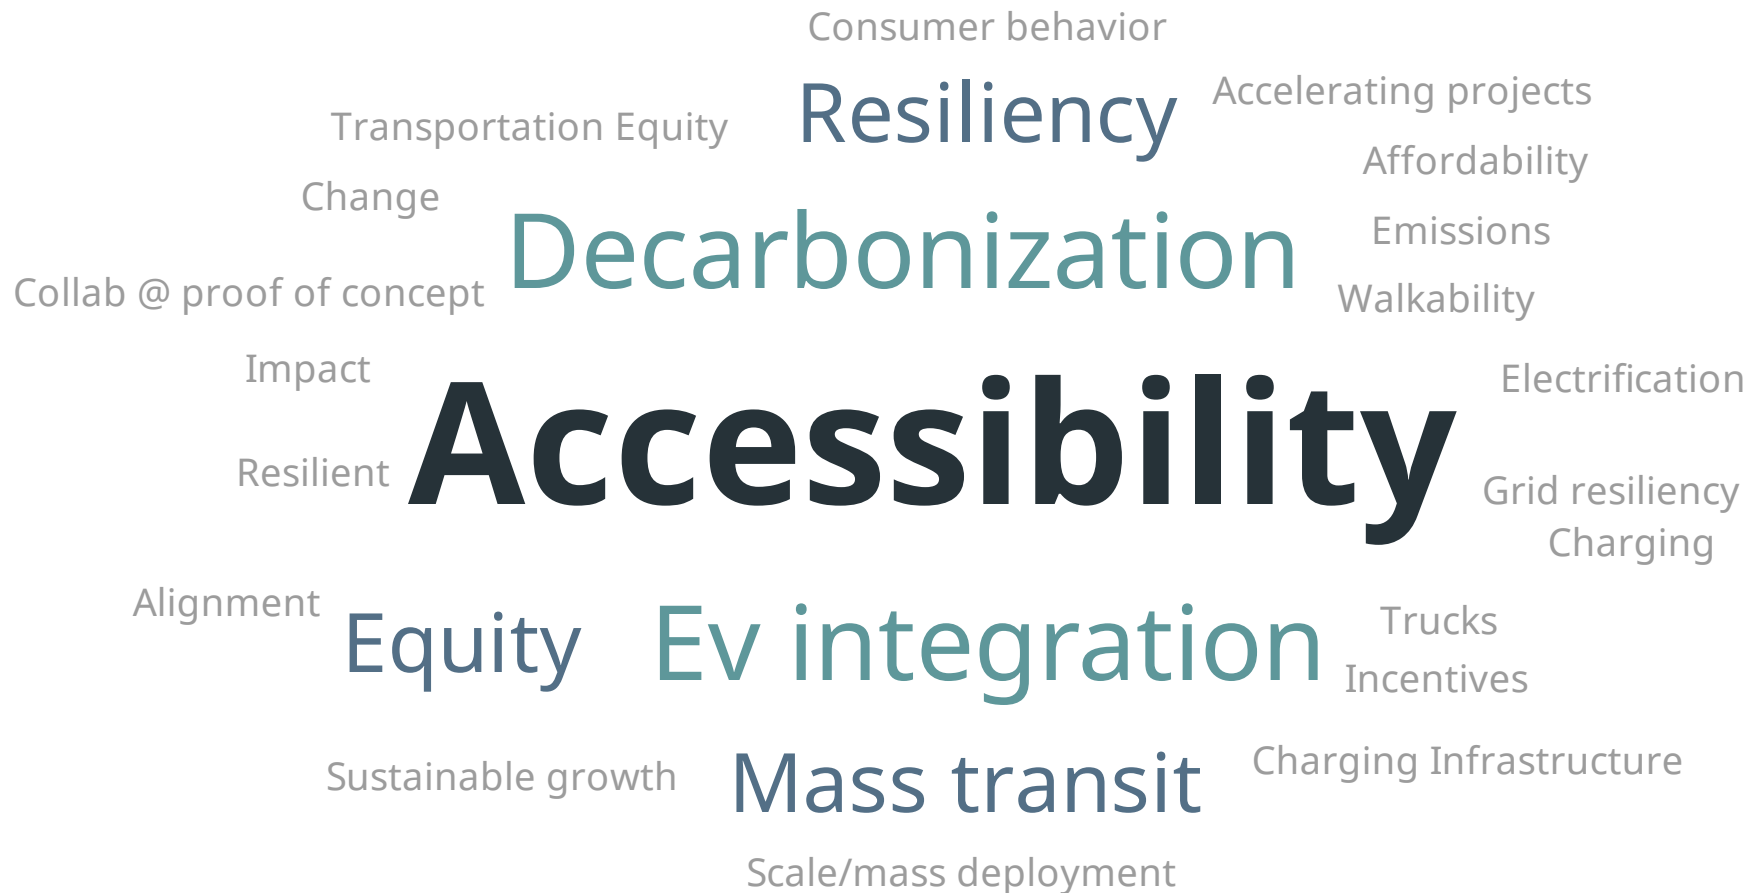 Consumer behavior
Resiliency
Accelerating projects
Transportation Equity
Affordability
Change
Decarbonization
Emissions
Collab @ proof of concept
Walkability
Impact
Accessibility
Electrification
Resilient
Grid resiliency
Charging
Alignment
Equity
Ev integration
Trucks
Incentives
Sustainable growth
Mass transit
Charging Infrastructure
Scale/mass deployment